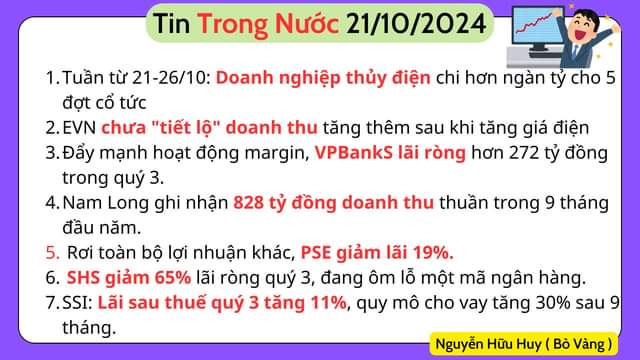 Tin Trong Nước 21/10/2024
1. Tuần từ 21-26/10: Doanh nghiệp thủy điện chi hơn ngàn tỷ cho 5
đợt cổ tức
2. EVN chưa "tiết lộ" doanh thu tăng thêm sau khi tăng giá điện
3. Đẩy mạnh hoạt động margin, VPBankS lãi ròng hơn 272 tỷ đồng
trong quý 3.
4. Nam Long ghi nhận 828 tỷ đồng doanh thu thuần trong 9 tháng
đầu năm.
5. Rơi toàn bộ lợi nhuận khác, PSE giảm lãi 19%.
6. SHS giảm 65% lãi ròng quý 3, đang ôm lỗ một mã ngân hàng.
7. SSI: Lãi sau thuế quý 3 tăng 11%, quy mô cho vay tăng 30% sau 9
tháng.
Nguyễn Hữu Huy ( Bò Vàng )